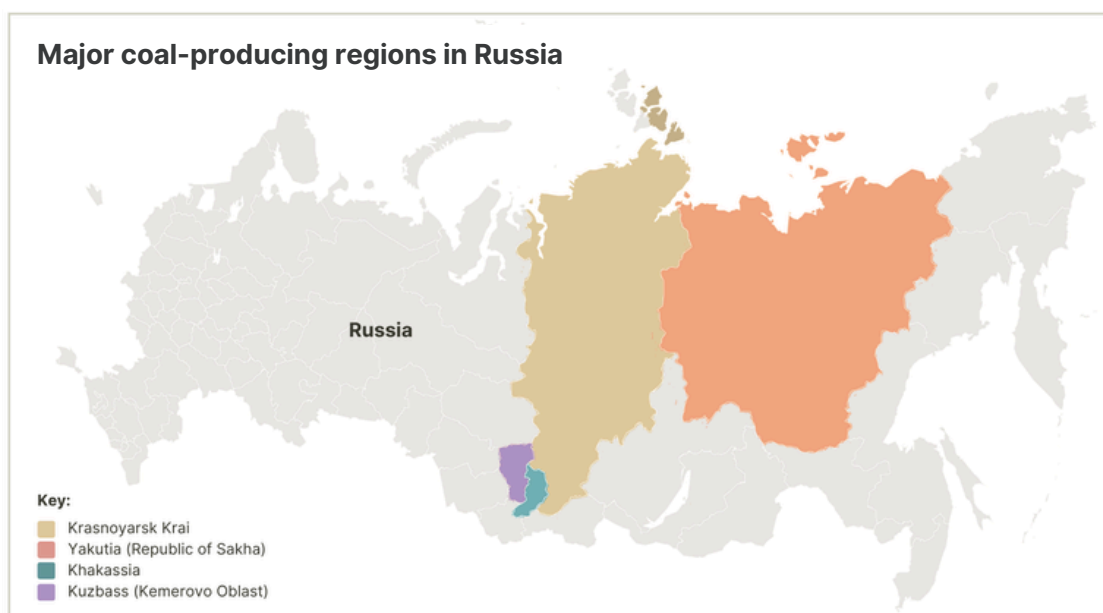 Major coal-producing regions in Russia
Russia
Key:
Krasnoyarsk Krai
Yakutia (Republic of Sakha)
Khakassia
Kuzbass (Kemerovo Oblast)